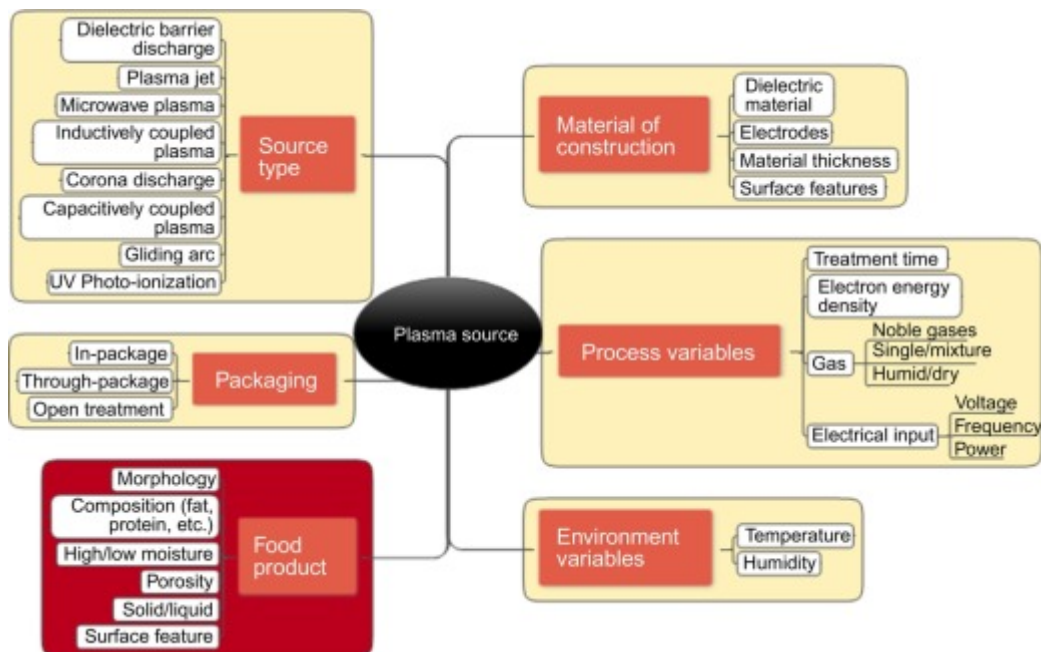 Dielectric barrier
discharge
Plasma jet
Microwave plasma
Inductively coupled
plasma
Corona discharge
Capacitively coupled
plasma
Gliding arc
UV Photo-ionization
Source
type
Material of
construction
Dielectric
material
Electrodes
Material thickness
Surface features
Plasma source
In-package
Through-package
Open treatment
Packaging
Process variables
Treatment time
Electron energy
density
Gas
Noble gases
Single/mixture
Humid/dry
Electrical input
Voltage
Frequency
Power
Morphology
Composition (fat,
protein, etc.)
High/low moisture
Porosity
Solid/liquid
Surface feature
Food
product
Environment
variables
Temperature
Humidity